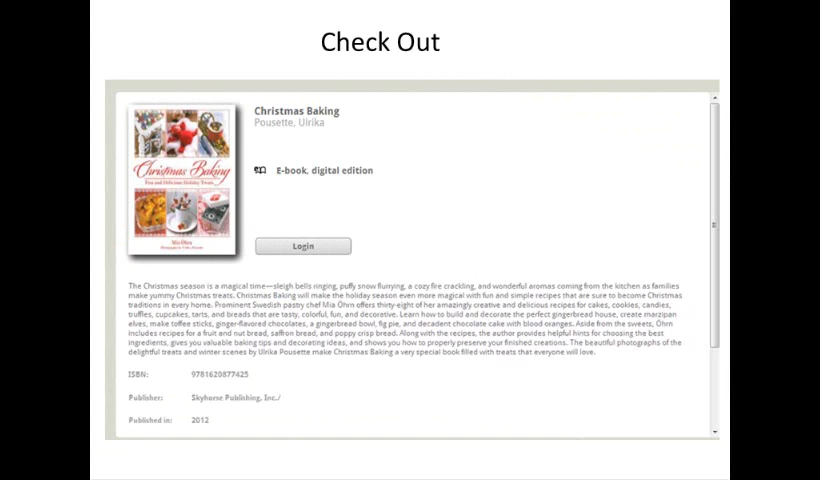 Check Out
Christmas Baking
Pousette, Ulrika
E-book, digital edition
Christmas Baking
Fun and Delicious Holiday Treats
Mia Öhrn
Login
The Christmas season is a magical time—sleigh bells ringing, puffy snow flurrying, a cozy fire crackling, and wonderful aromas coming from the kitchen as families
make yummy Christmas treats. Christmas Baking will make the holiday season even more magical with fun and simple recipes that are sure to become Christmas
traditions in every home. Prominent Swedish pastry chef Mia Öhrn offers thirty-eight of her amazingly creative and delicious recipes for cakes, cookies, candies,
truffles, cupcakes, tarts, and breads that are tasty, colorful, fun, and decorative. Learn how to build and decorate the perfect gingerbread house, create marzipan
elves, make toffee sticks, ginger-flavored chocolates, a gingerbread bowl, fig pie, and decadent chocolate cake with blood oranges. Aside from the sweets, Öhrn
includes recipes for a fruit and nut bread, saffron bread, and poppy crisp bread. Along with the recipes, the author provides helpful hints for choosing the best
ingredients, gives you valuable baking tips and decorating ideas, and shows you how to properly preserve your finished creations. The beautiful photographs of the
delightful treats and winter scenes by Ulrika Pousette make Christmas Baking a very special book filled with treats that everyone will love.
ISBN: 9781620877425
Publisher: Skyhorse Publishing, Inc./
Published in: 2012